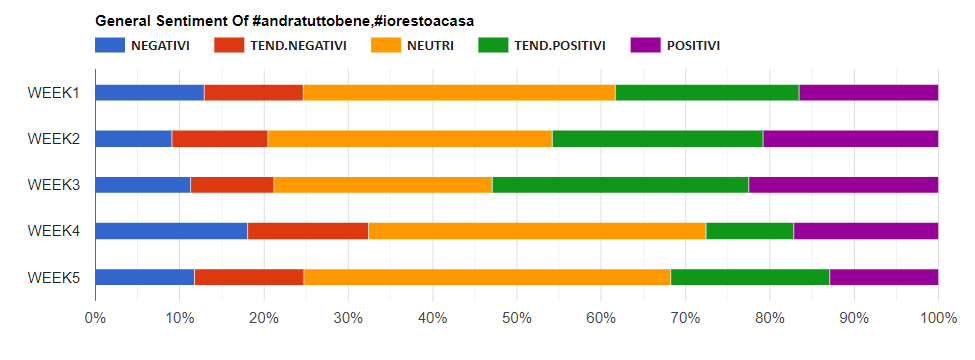 General Sentiment Of #andratuttobene,#iorestoacasa
NEGATIVI TEND.NEGATIVI NEUTRI TEND.POSITIVI POSITIVI
WEEK1
WEEK2
WEEK3
WEEK4
WEEK5
0% 10% 20% 30% 40% 50% 60% 70% 80% 90% 100%